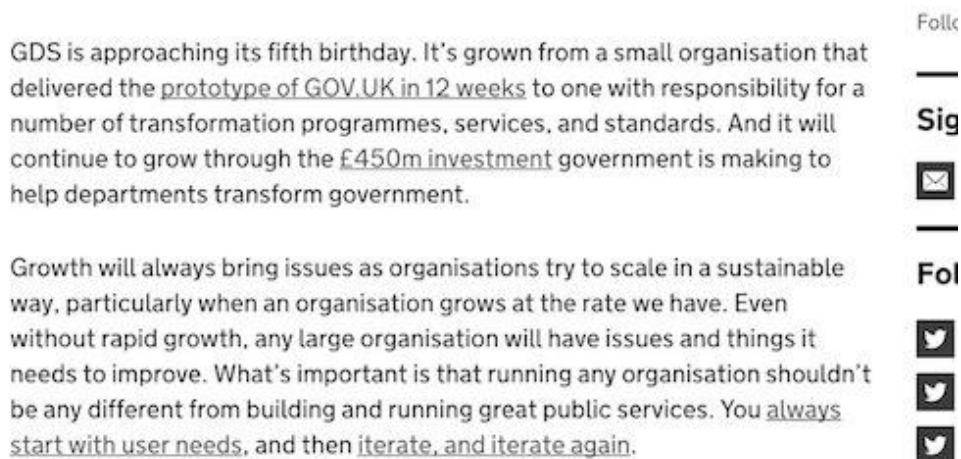 GDS is approaching its fifth birthday. It's grown from a small organisation that
delivered the prototype of GOV.UK in 12 weeks to one with responsibility for a
number of transformation programmes, services, and standards. And it will
continue to grow through the £450m investment government is making to
help departments transform government.
Growth will always bring issues as organisations try to scale in a sustainable
way, particularly when an organisation grows at the rate we have. Even
without rapid growth, any large organisation will have issues and things it
needs to improve. What's important is that running any organisation shouldn't
be any different from building and running great public services. You always
start with user needs, and then iterate, and iterate again.